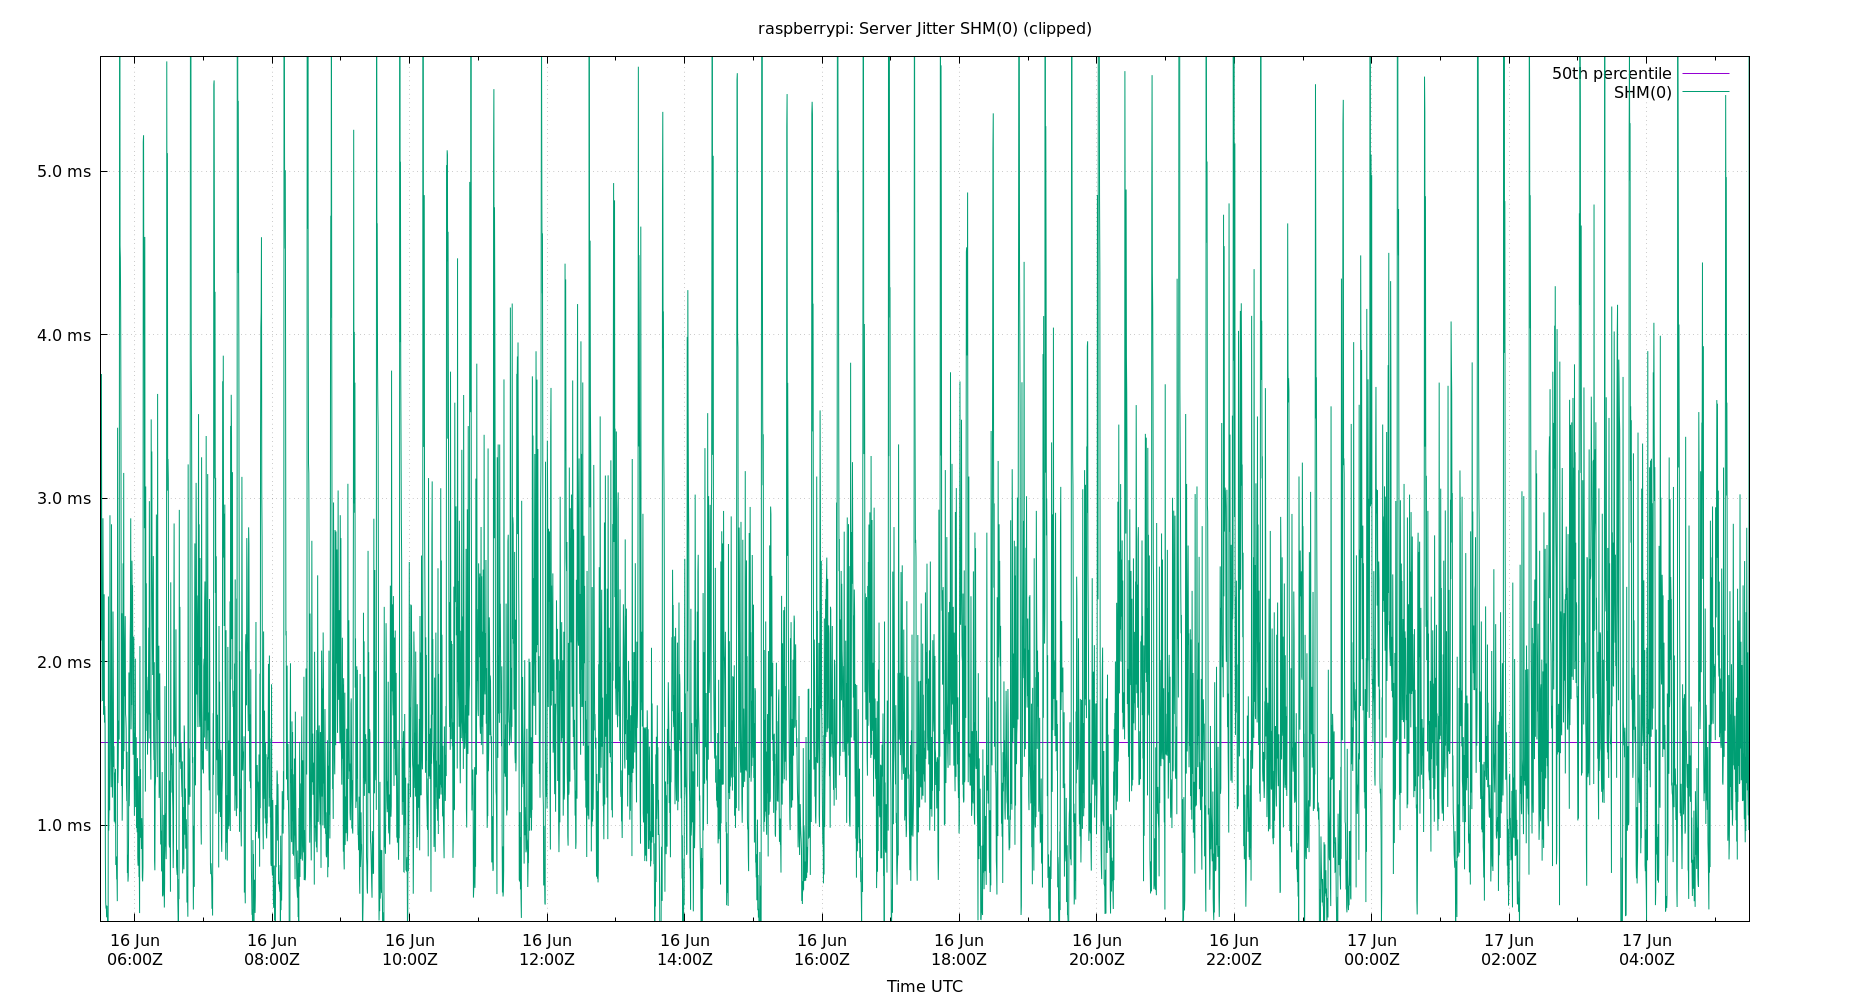 raspberrypi: Server Jitter SHM(0) (clipped)
50th percentile
SHM(0)
5.0 ms
4.0 ms
3.0 ms
2.0 ms
1.0 ms
16 Jun 16 Jun 16 Jun 16 Jun 16 Jun 16 Jun 16 Jun 16 Jun 16 Jun 17 Jun 17 Jun 17 Jun
06:00Z 08:00Z 10:00Z 12:00Z 14:00Z 16:00Z 18:00Z 20:00Z 22:00Z 00:00Z 02:00Z 04:00Z
Time UTC